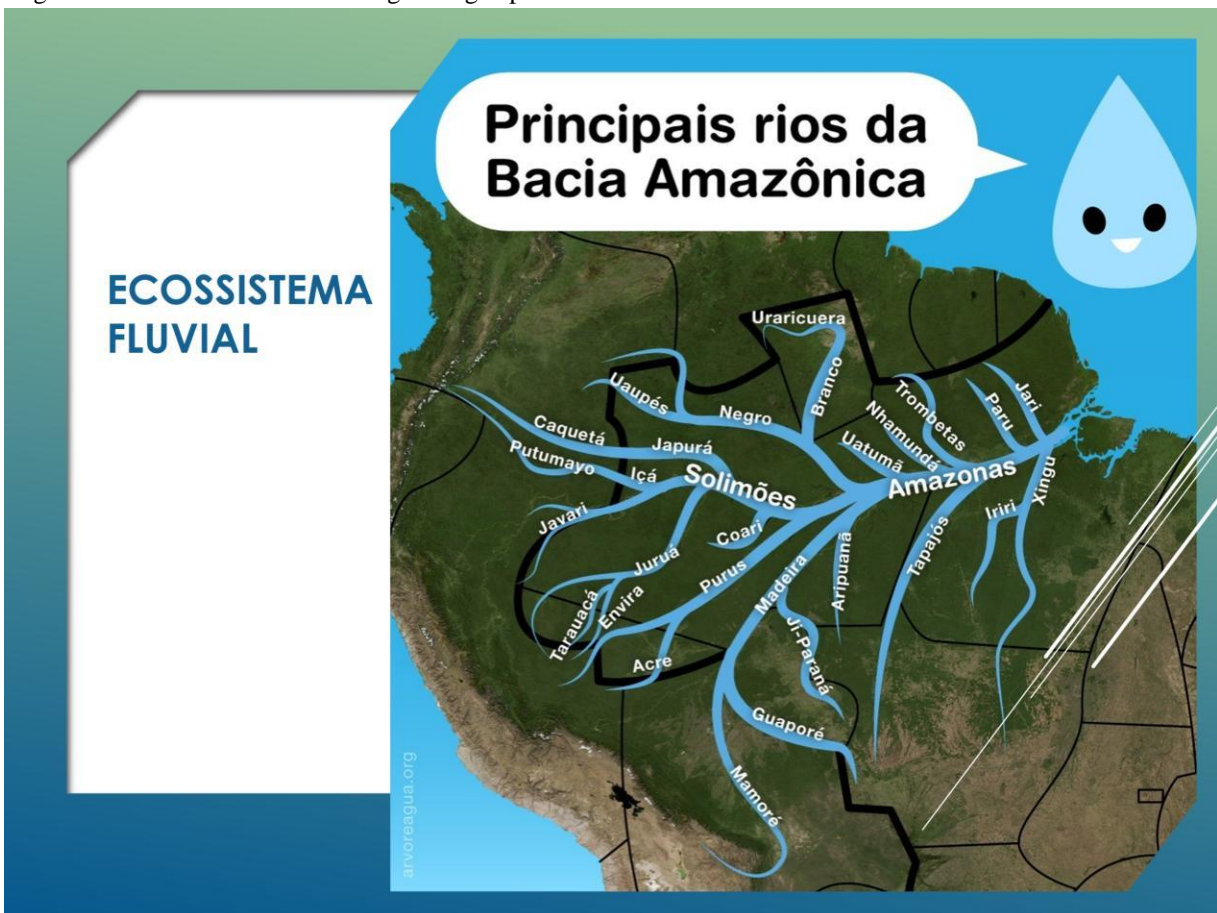 Principais rios da
Bacia Amazônica
ECOSSISTEMA
FLUVIAL
Uraricuera
Uaupés
Negro
Branco
Trombetas
Nhamundá
Uatumã
Paru
Jari
Caquetá
Japurá
Putumayo
Içá
Solimões
Amazonas
Xingu
Iriri
Javari
Coari
Juruá
Purus
Madeira
Aripuanã
Tapajós
Tarauacá
Envira
Acre
Ji-Paraná
Guaporé
Mamoré
arvoreagua.org